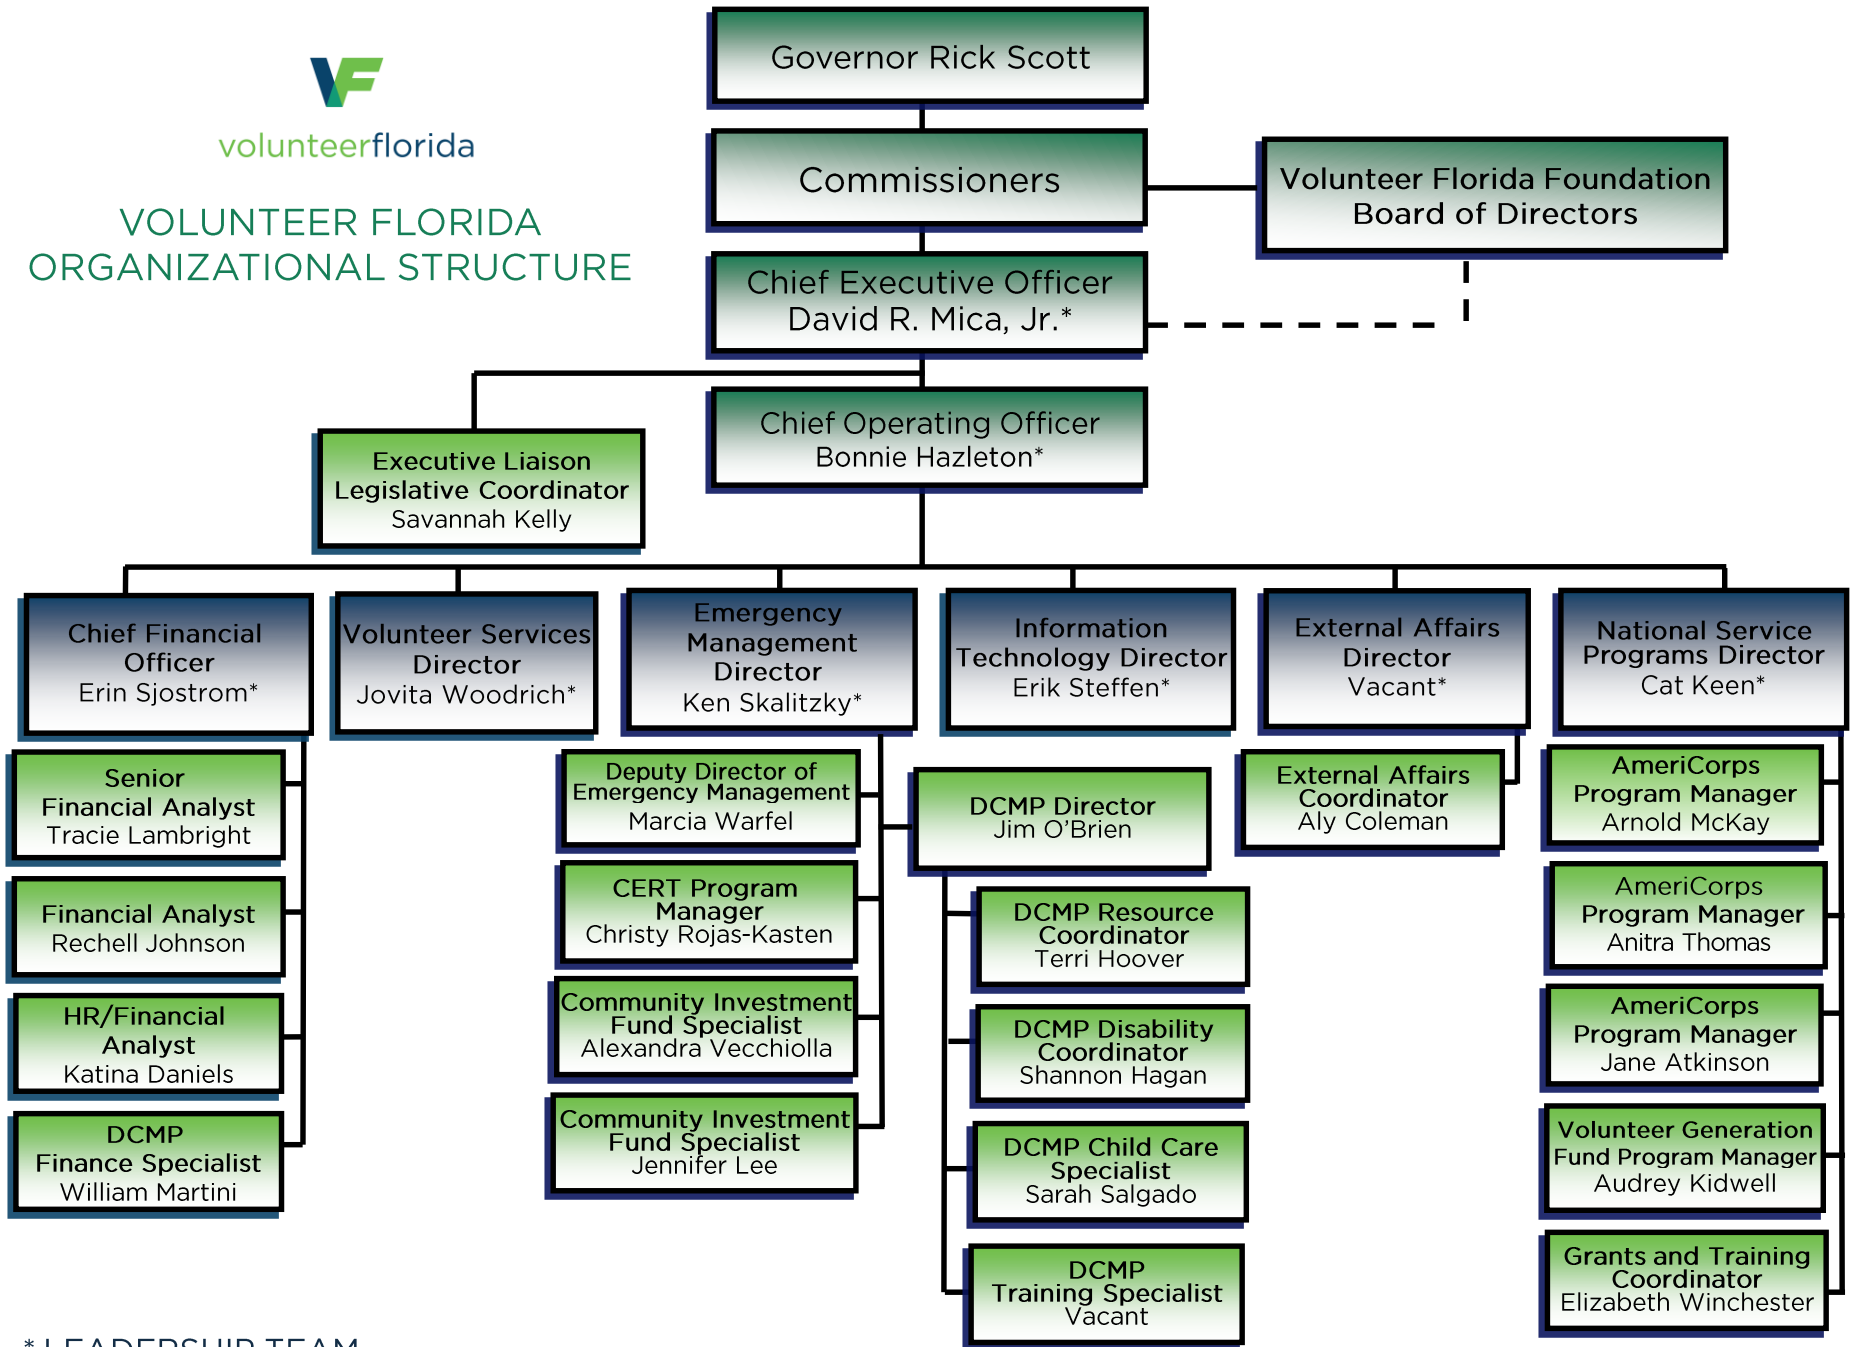 Governor Rick Scott
VF
volunteerflorida
VOLUNTEER FLORIDA
ORGANIZATIONAL STRUCTURE
Commissioners
Volunteer Florida Foundation
Board of Directors
Chief Executive Officer
David R. Mica, Jr.*
Chief Operating Officer
Bonnie Hazleton*
Executive Liaison
Legislative Coordinator
Savannah Kelly
Chief Financial
Officer
Erin Sjostrom*
Volunteer Services
Director
Jovita Woodrich*
Emergency
Management
Director
Ken Skalitzky*
Information
Technology Director
Erik Steffen*
External Affairs
Director
Vacant*
National Service
Programs Director
Cat Keen*
Senior
Financial Analyst
Tracie Lambright
Financial Analyst
Rechell Johnson
HR/Financial
Analyst
Katina Daniels
DCMP
Finance Specialist
William Martini
Deputy Director of
Emergency Management
Marcia Warfel
CERT Program
Manager
Christy Rojas-Kasten
Community Investment
Fund Specialist
Alexandra Vecchiolla
Community Investment
Fund Specialist
Jennifer Lee
DCMP Director
Jim O'Brien
DCMP Resource
Coordinator
Terri Hoover
DCMP Disability
Coordinator
Shannon Hagan
DCMP Child Care
Specialist
Sarah Salgado
DCMP
Training Specialist
Vacant
External Affairs
Coordinator
Aly Coleman
AmeriCorps
Program Manager
Arnold McKay
AmeriCorps
Program Manager
Anitra Thomas
AmeriCorps
Program Manager
Jane Atkinson
Volunteer Generation
Fund Program Manager
Audrey Kidwell
Grants and Training
Coordinator
Elizabeth Winchester
* LEADERSHIP TEAM